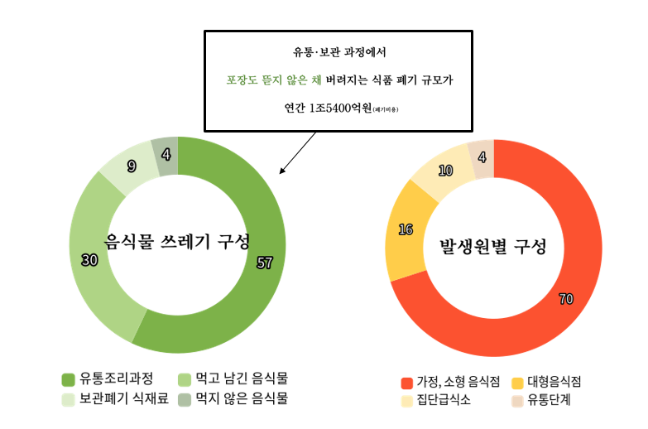 유통·보관 과정에서
포장도 뜯지 않은 채 버려지는 식품 폐기 규모가
연간 1조5400억원(폐기비용)
9
4
30
음식물 쓰레기 구성
57
유통조리과정
먹고 남긴 음식물
보관폐기 식재료
먹지 않은 음식물
10
4
16
발생원별 구성
70
가정, 소형 음식점
대형음식점
집단급식소
유통단계